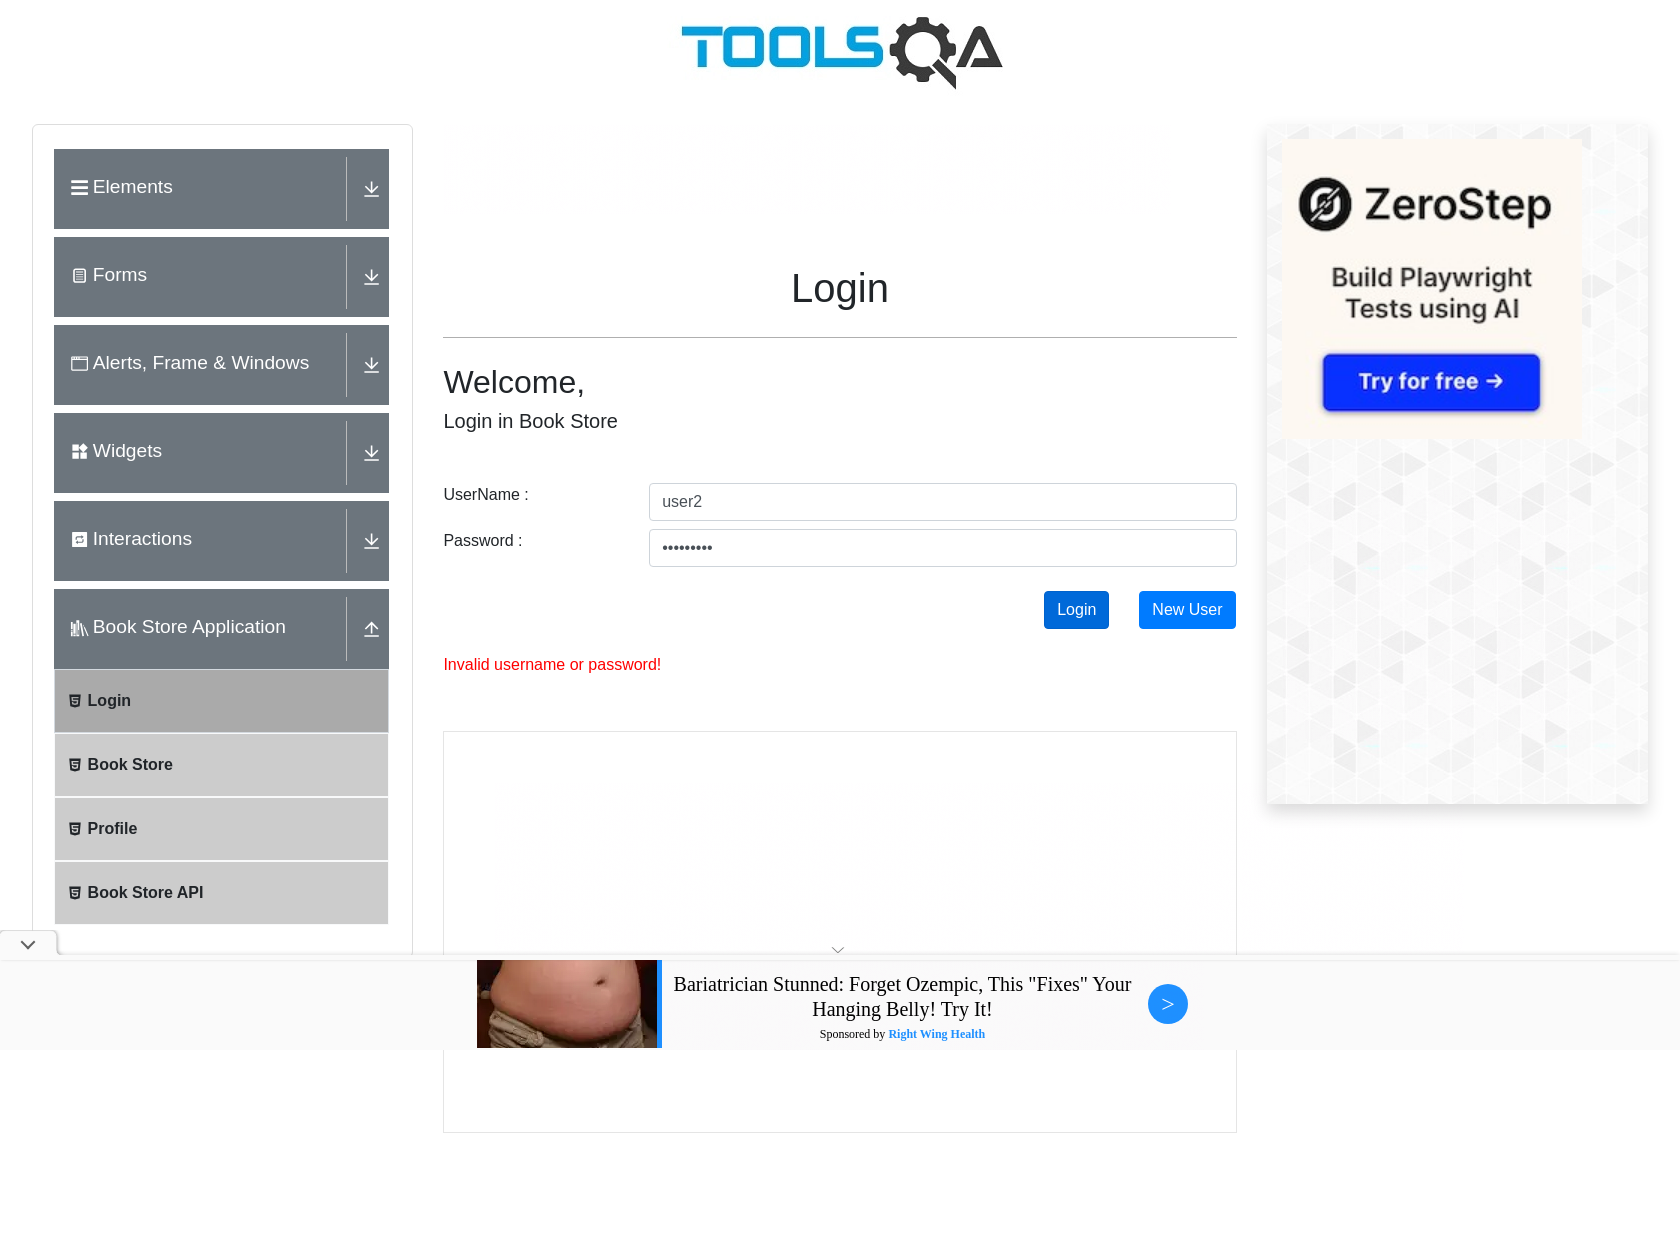 TOOLSQA
Elements
Forms
Alerts, Frame & Windows
Widgets
Interactions
Book Store Application
Login
Book Store
Profile
Book Store API
Login
Welcome,
Login in Book Store
UserName :
user2
Password :
•••••••••
Login
New User
Invalid username or password!
ZeroStep
Build Playwright
Tests using AI
Try for free →
Bariatrician Stunned: Forget Ozempic, This "Fixes" Your
Hanging Belly! Try It!
Sponsored by Right Wing Health
>